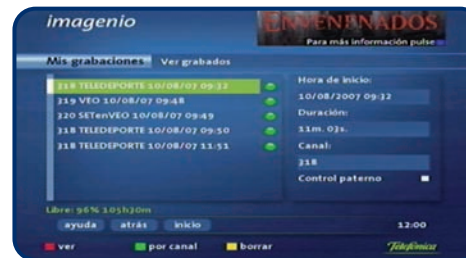 imagenio
ENVENENADOS
Para más información pulse
Mis grabaciones
Ver grabados
318 TELEDEPORTE 10/08/07 09:32
319 VEO 10/08/07 09:48
320 SETenVEO 10/08/07 09:49
318 TELEDEPORTE 10/08/07 09:50
318 TELEDEPORTE 10/08/07 11:51
Hora de inicio:
10/08/2007 09:32
Duración:
11m. 03s.
Canal:
318
Control paterno
Libre: 96% 105h30m
ayuda
atrás
inicio
12:00
ver
por canal
borrar
Telefónica